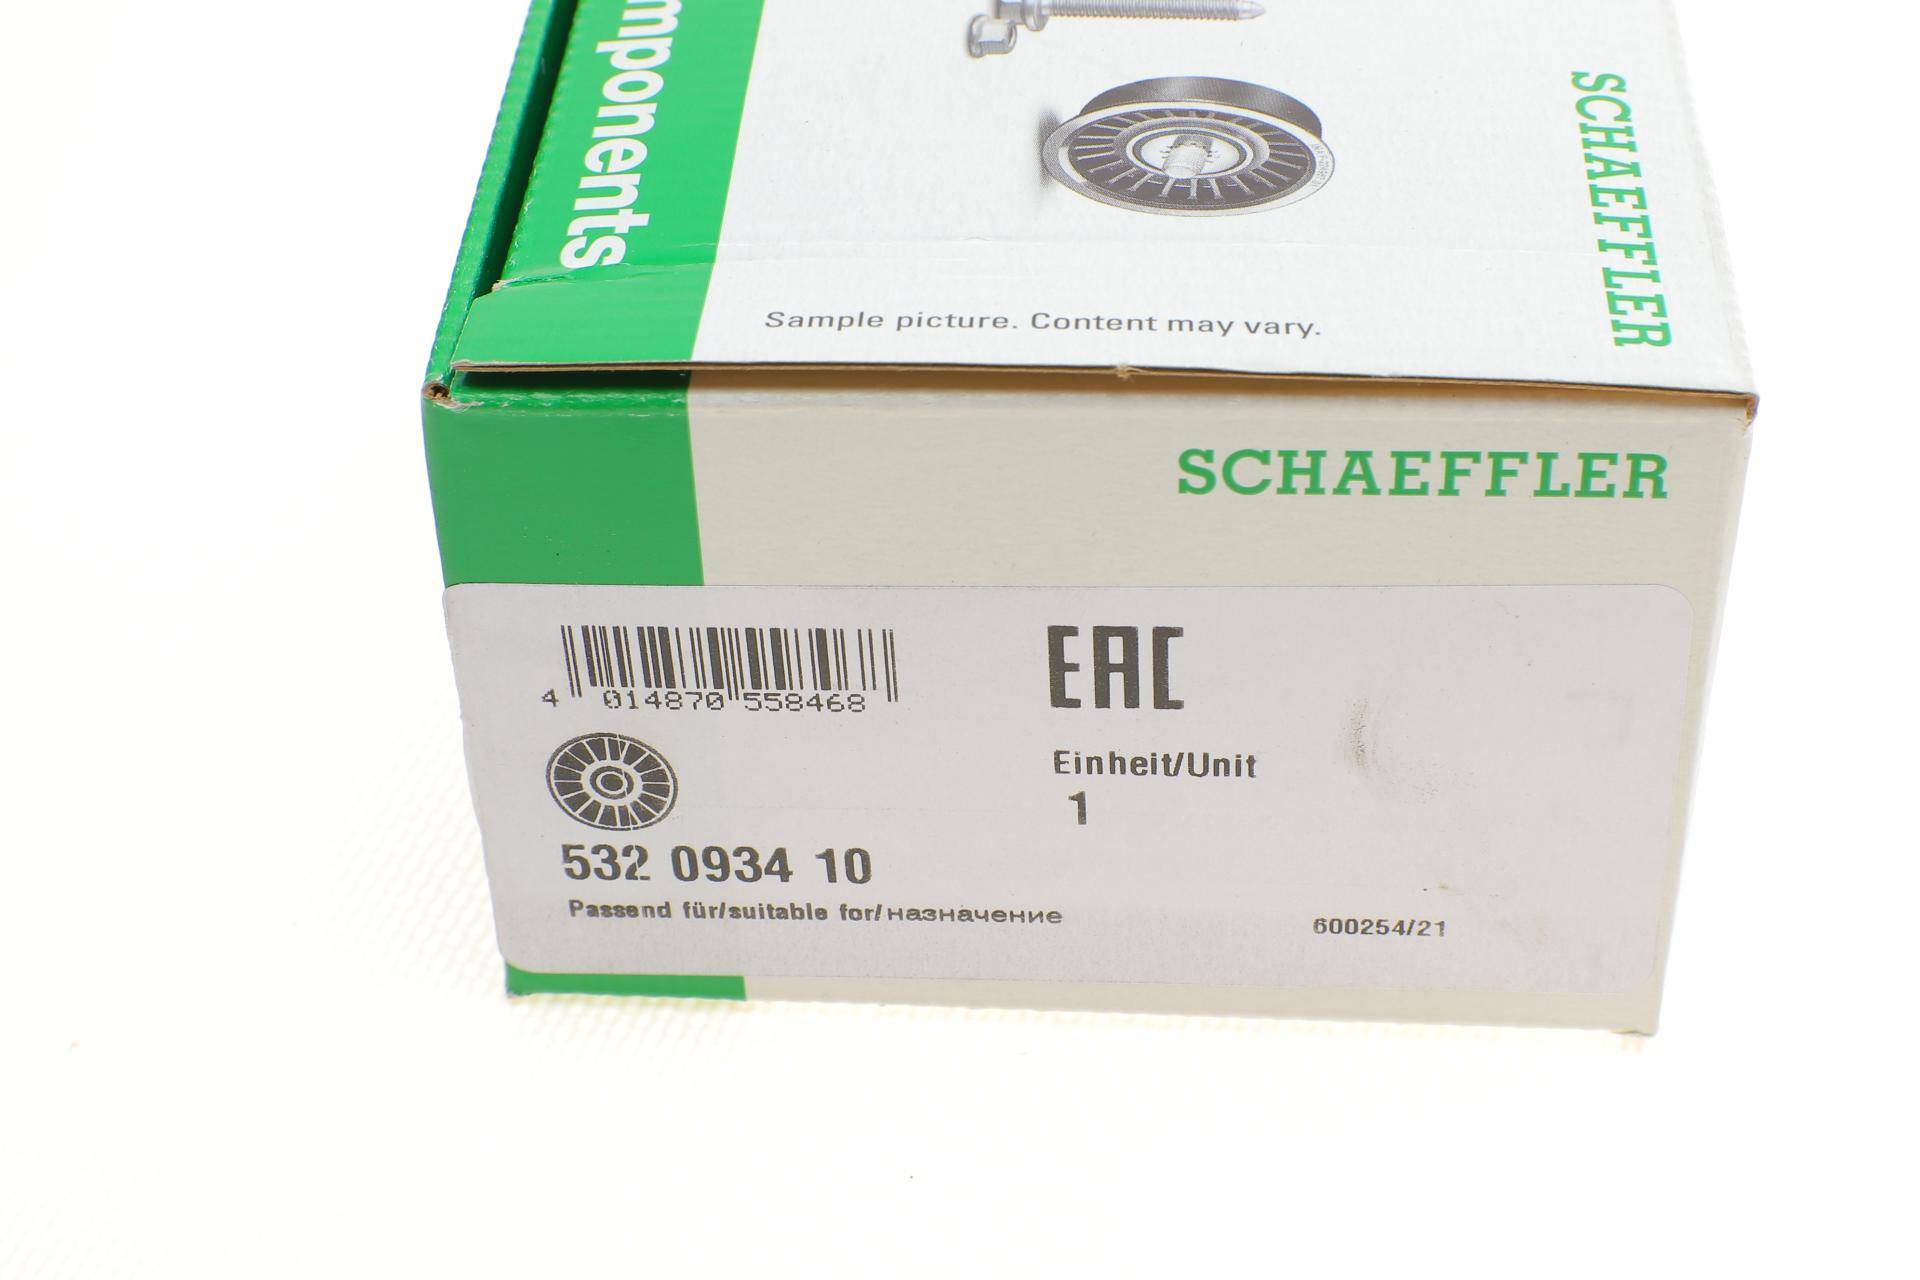 mponents
SCHAEFFLER
Sample picture. Content may vary.
SCHAEFFLER
4 014870 558468
EAC
Einheit/Unit
1
532 0934 10
Passend für/suitable for/назначение
600254/21